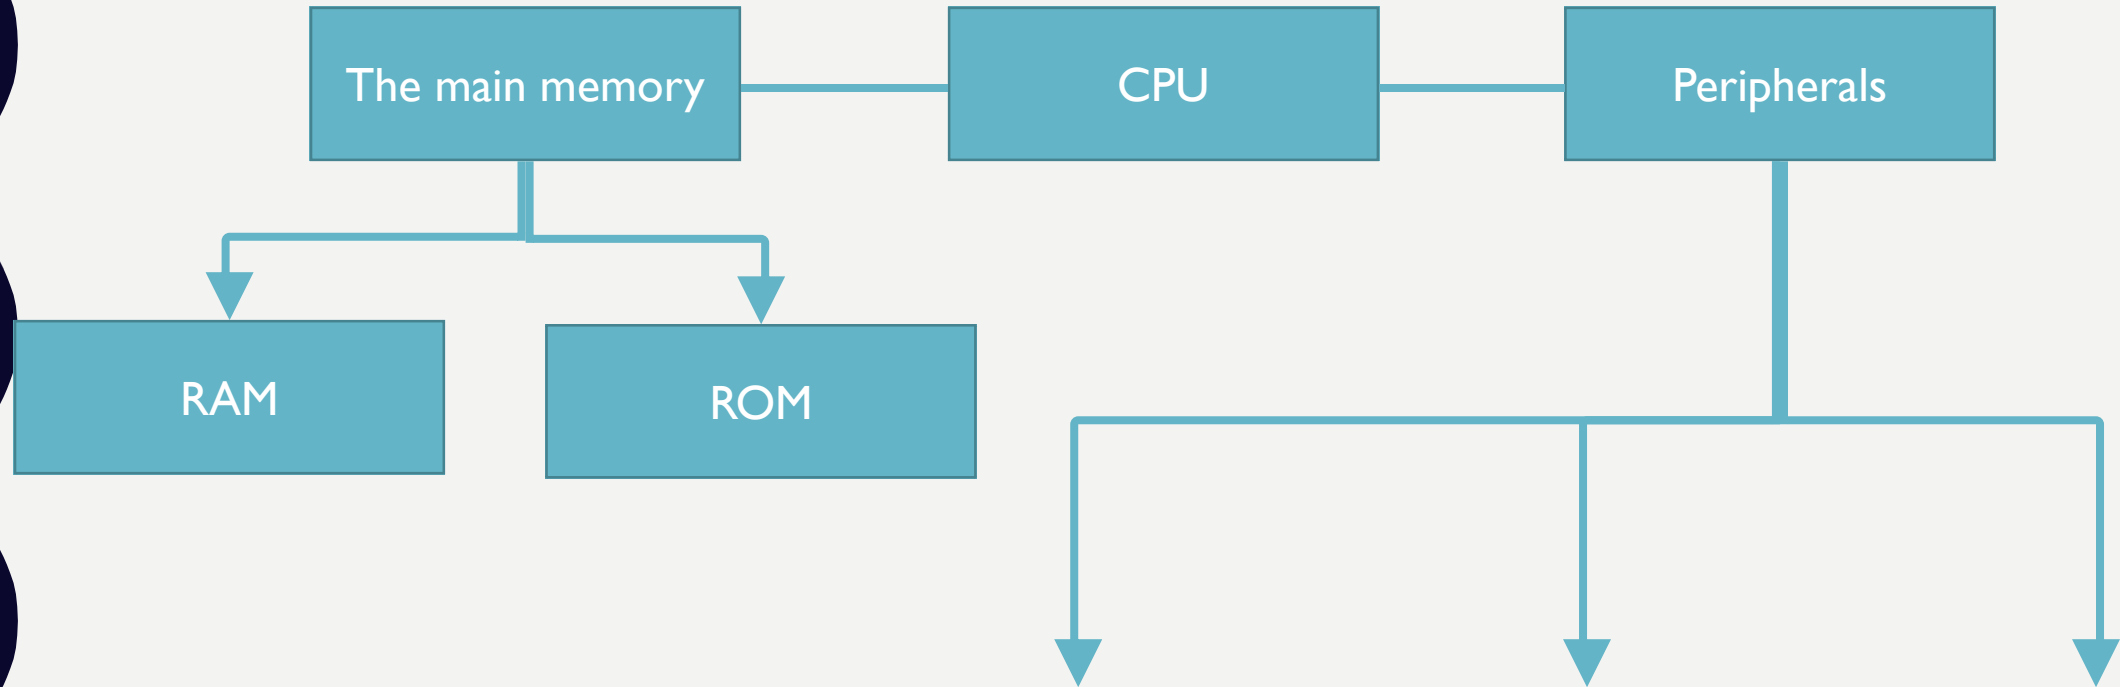 The main memory
CPU
Peripherals
RAM
ROM